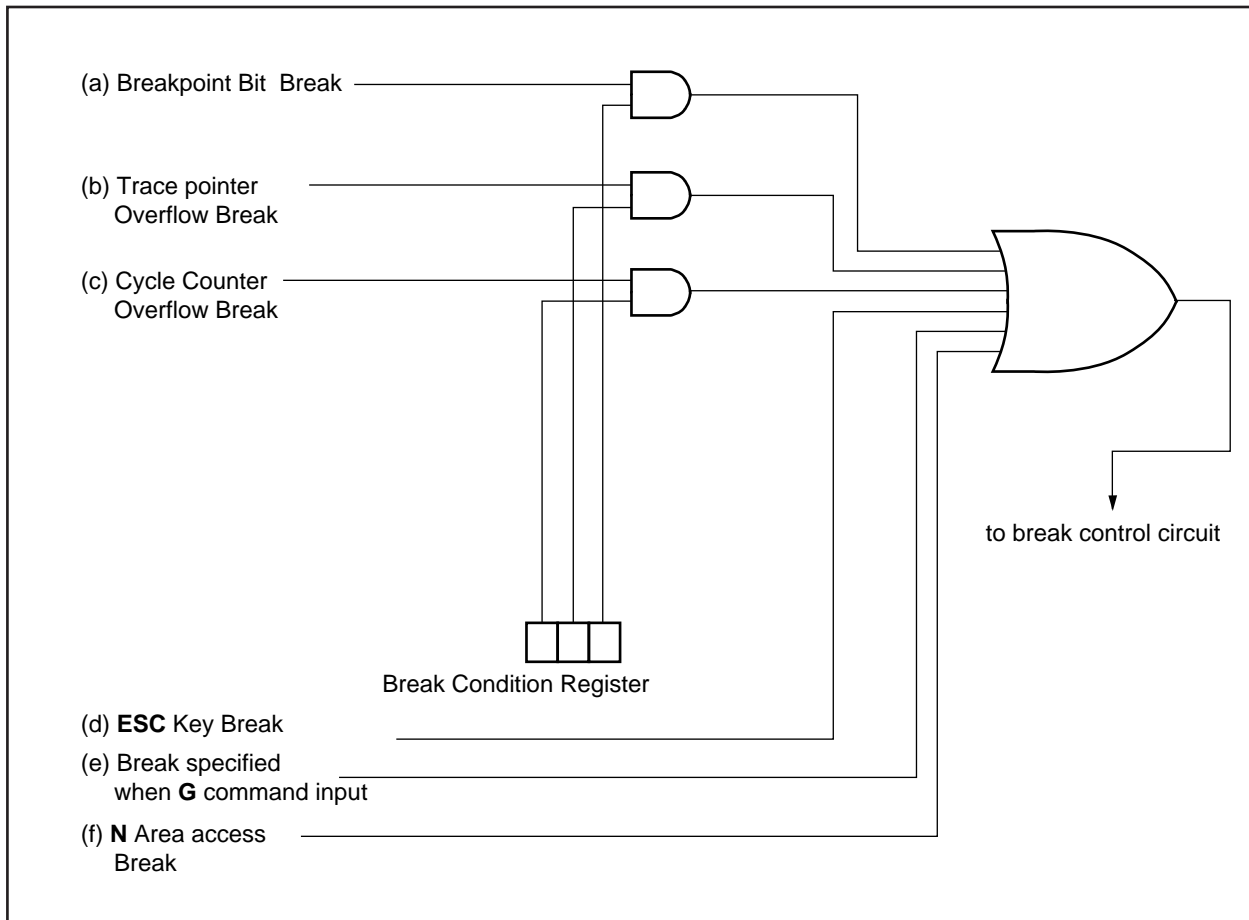 (a) Breakpoint Bit Break
(b) Trace pointer
Overflow Break
(c) Cycle Counter
Overflow Break
to break control circuit
Break Condition Register
(d) ESC Key Break
(e) Break specified
when G command input
(f) N Area access
Break